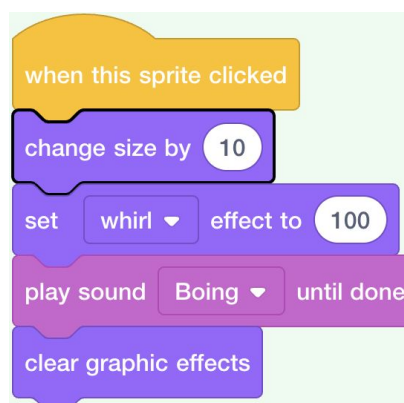 when this sprite clicked
change size by 10
set whirl effect to 100
play sound Boing until done
clear graphic effects